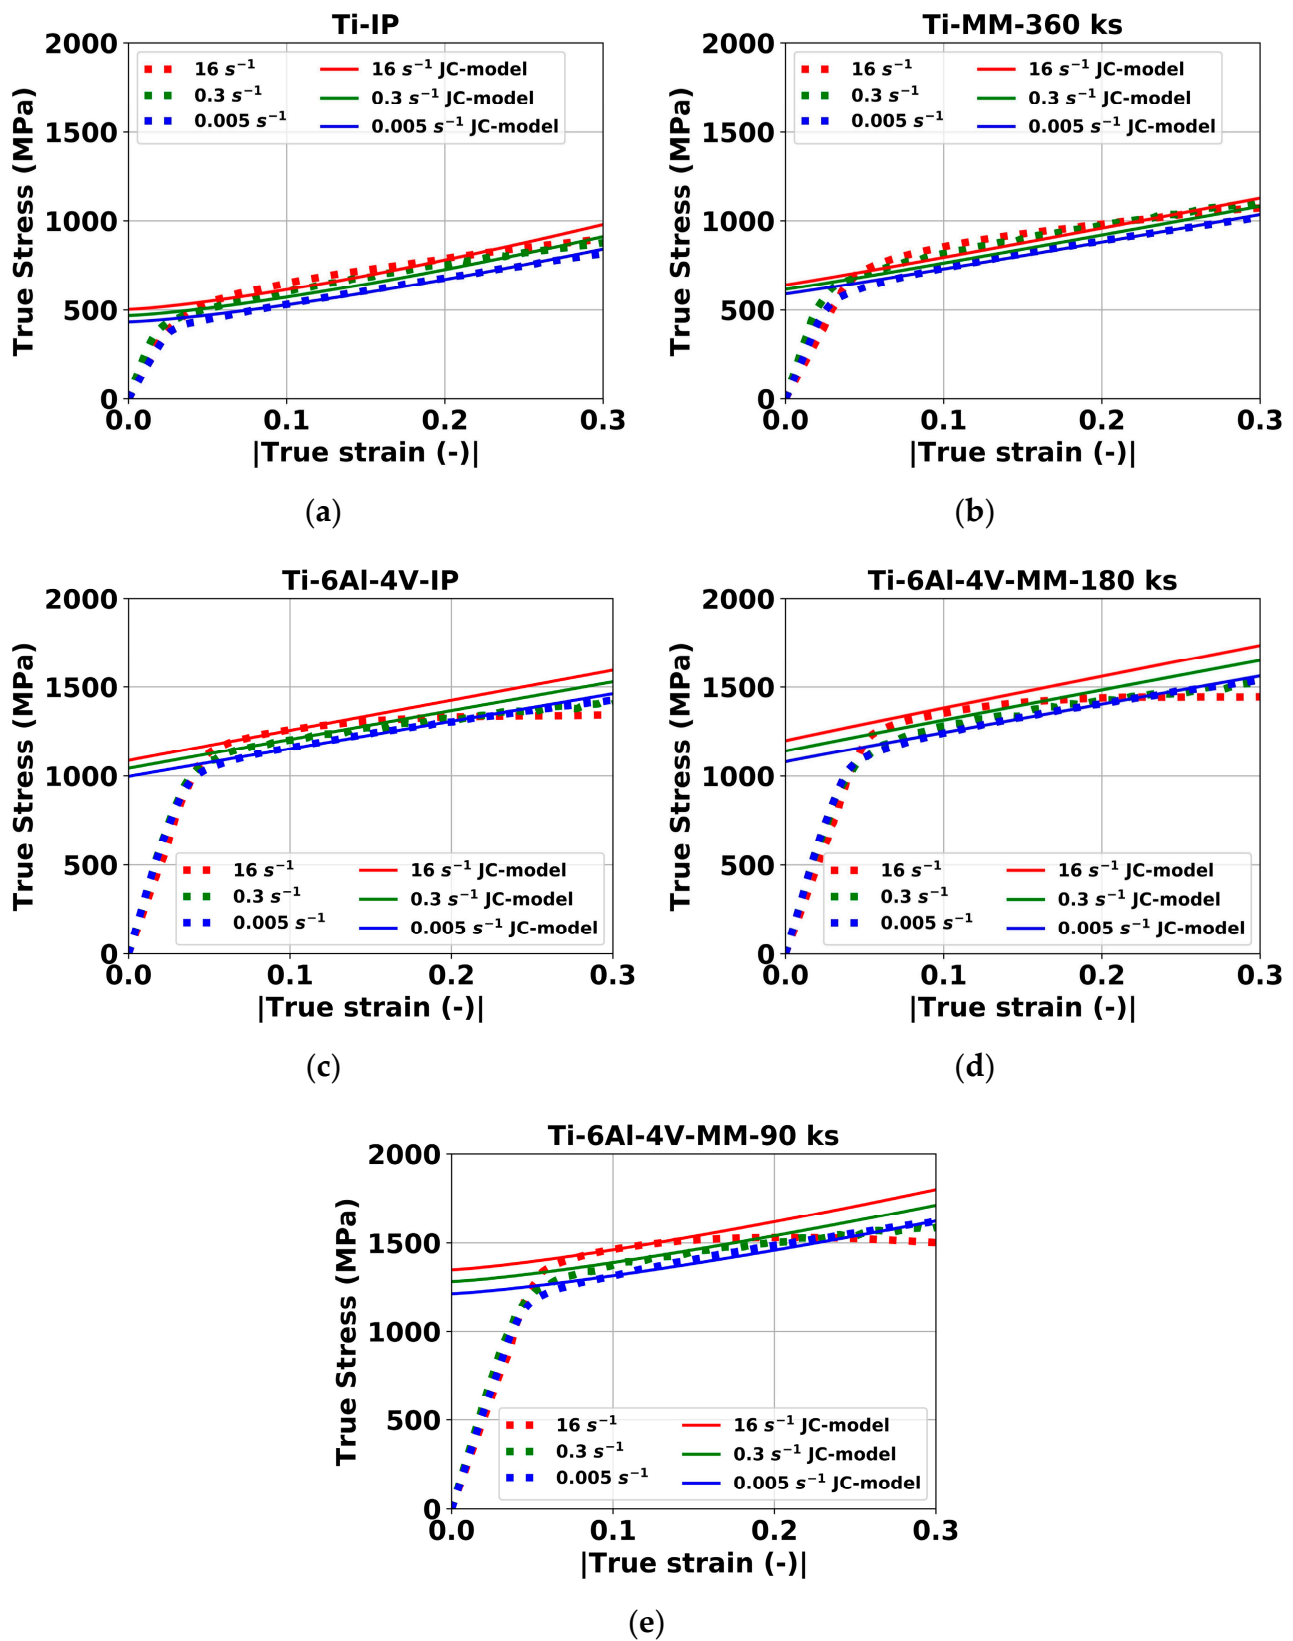 Ti-IP
True Stress (MPa)
2000
1500
1000
500
0
16 s⁻¹
0.3 s⁻¹
0.005 s⁻¹
16 s⁻¹ JC-model
0.3 s⁻¹ JC-model
0.005 s⁻¹ JC-model
0.0 0.1 0.2 0.3
|True strain (-)|
(a)
Ti-MM-360 ks
True Stress (MPa)
2000
1500
1000
500
0
16 s⁻¹
0.3 s⁻¹
0.005 s⁻¹
16 s⁻¹ JC-model
0.3 s⁻¹ JC-model
0.005 s⁻¹ JC-model
0.0 0.1 0.2 0.3
|True strain (-)|
(b)
Ti-6Al-4V-IP
True Stress (MPa)
2000
1500
1000
500
0
16 s⁻¹
0.3 s⁻¹
0.005 s⁻¹
16 s⁻¹ JC-model
0.3 s⁻¹ JC-model
0.005 s⁻¹ JC-model
0.0 0.1 0.2 0.3
|True strain (-)|
(c)
Ti-6Al-4V-MM-180 ks
True Stress (MPa)
2000
1500
1000
500
0
16 s⁻¹
0.3 s⁻¹
0.005 s⁻¹
16 s⁻¹ JC-model
0.3 s⁻¹ JC-model
0.005 s⁻¹ JC-model
0.0 0.1 0.2 0.3
|True strain (-)|
(d)
Ti-6Al-4V-MM-90 ks
True Stress (MPa)
2000
1500
1000
500
0
16 s⁻¹
0.3 s⁻¹
0.005 s⁻¹
16 s⁻¹ JC-model
0.3 s⁻¹ JC-model
0.005 s⁻¹ JC-model
0.0 0.1 0.2 0.3
|True strain (-)|
(e)